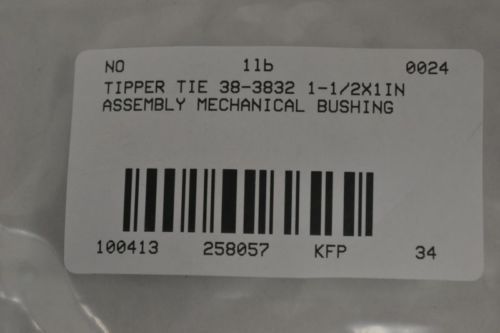 NO 1lb 0024
TIPPER TIE 38-3832 1-1/2X1IN
ASSEMBLY MECHANICAL BUSHING
100413 258057 KFP 34